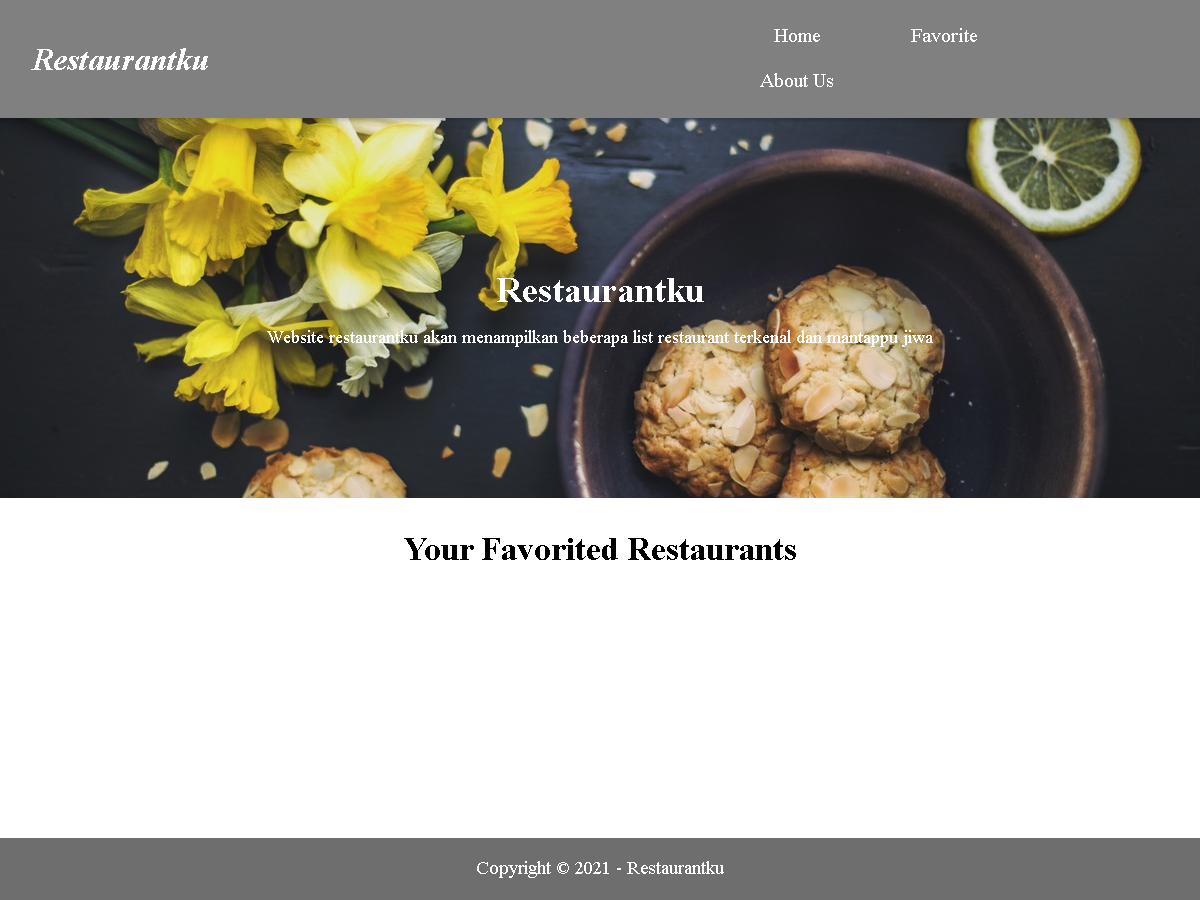 Restaurantku
Home
Favorite
About Us
Restaurantku
Website restaurantku akan menampilkan beberapa list restaurant terkenal dan mantappu jiwa
Your Favorited Restaurants
Copyright © 2021 - Restaurantku